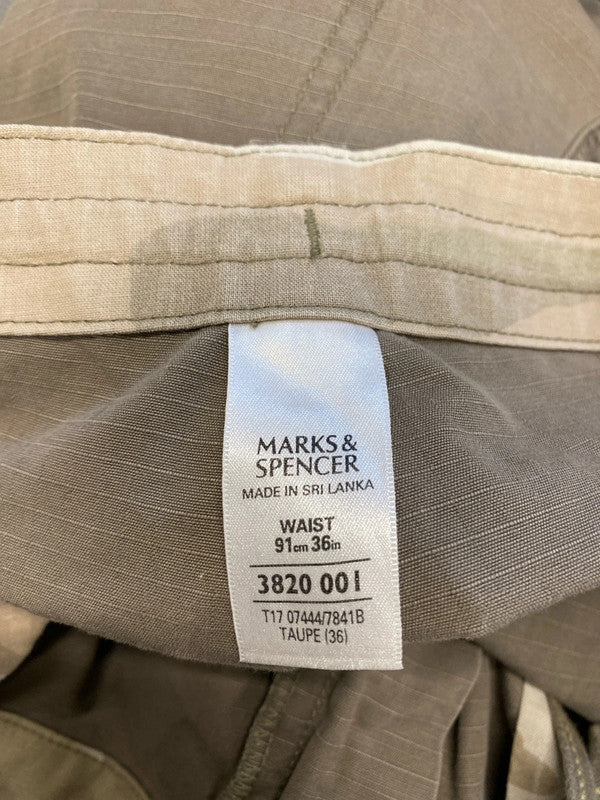 MARKS &
SPENCER
MADE IN SRI LANKA
WAIST
91cm 36in
3820 001
T17 07444/7841B
TAUPE (36)